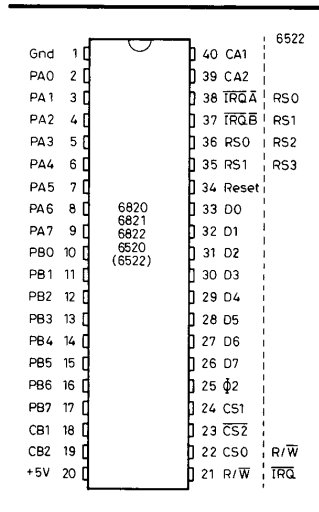 6522
Gnd 1 40 CA1
PA0 2 39 CA2
PA1 3 38 I̅R̅Q̅A̅ RS0
PA2 4 37 I̅R̅Q̅B̅ RS1
PA3 5 36 RS0 RS2
PA4 6 35 RS1 RS3
PA5 7 34 Reset
PA6 8 6820 33 D0
PA7 9 6821 32 D1
6822
PB0 10 6520 31 D2
PB1 11 (6522) 30 D3
PB2 12 29 D4
PB3 13 28 D5
PB4 14 27 D6
PB5 15 26 D7
PB6 16 25 ϕ2
PB7 17 24 CS1
CB1 18 23 C̅S̅2̅
CB2 19 22 CS0 R/W̅
+5V 20 21 R/W̅ I̅R̅Q̅